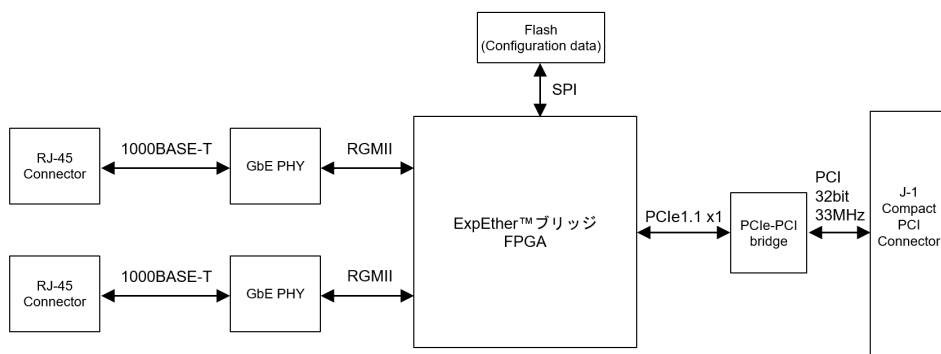 Flash
(Configuration data)
SPI
RJ-45
Connector
1000BASE-T
GbE PHY
RGMII
ExpEther™ブリッジ
FPGA
PCIe1.1 x1
PCIe-PCI
bridge
PCI
32bit
33MHz
J-1
Compact
PCI
Connector
RJ-45
Connector
1000BASE-T
GbE PHY
RGMII